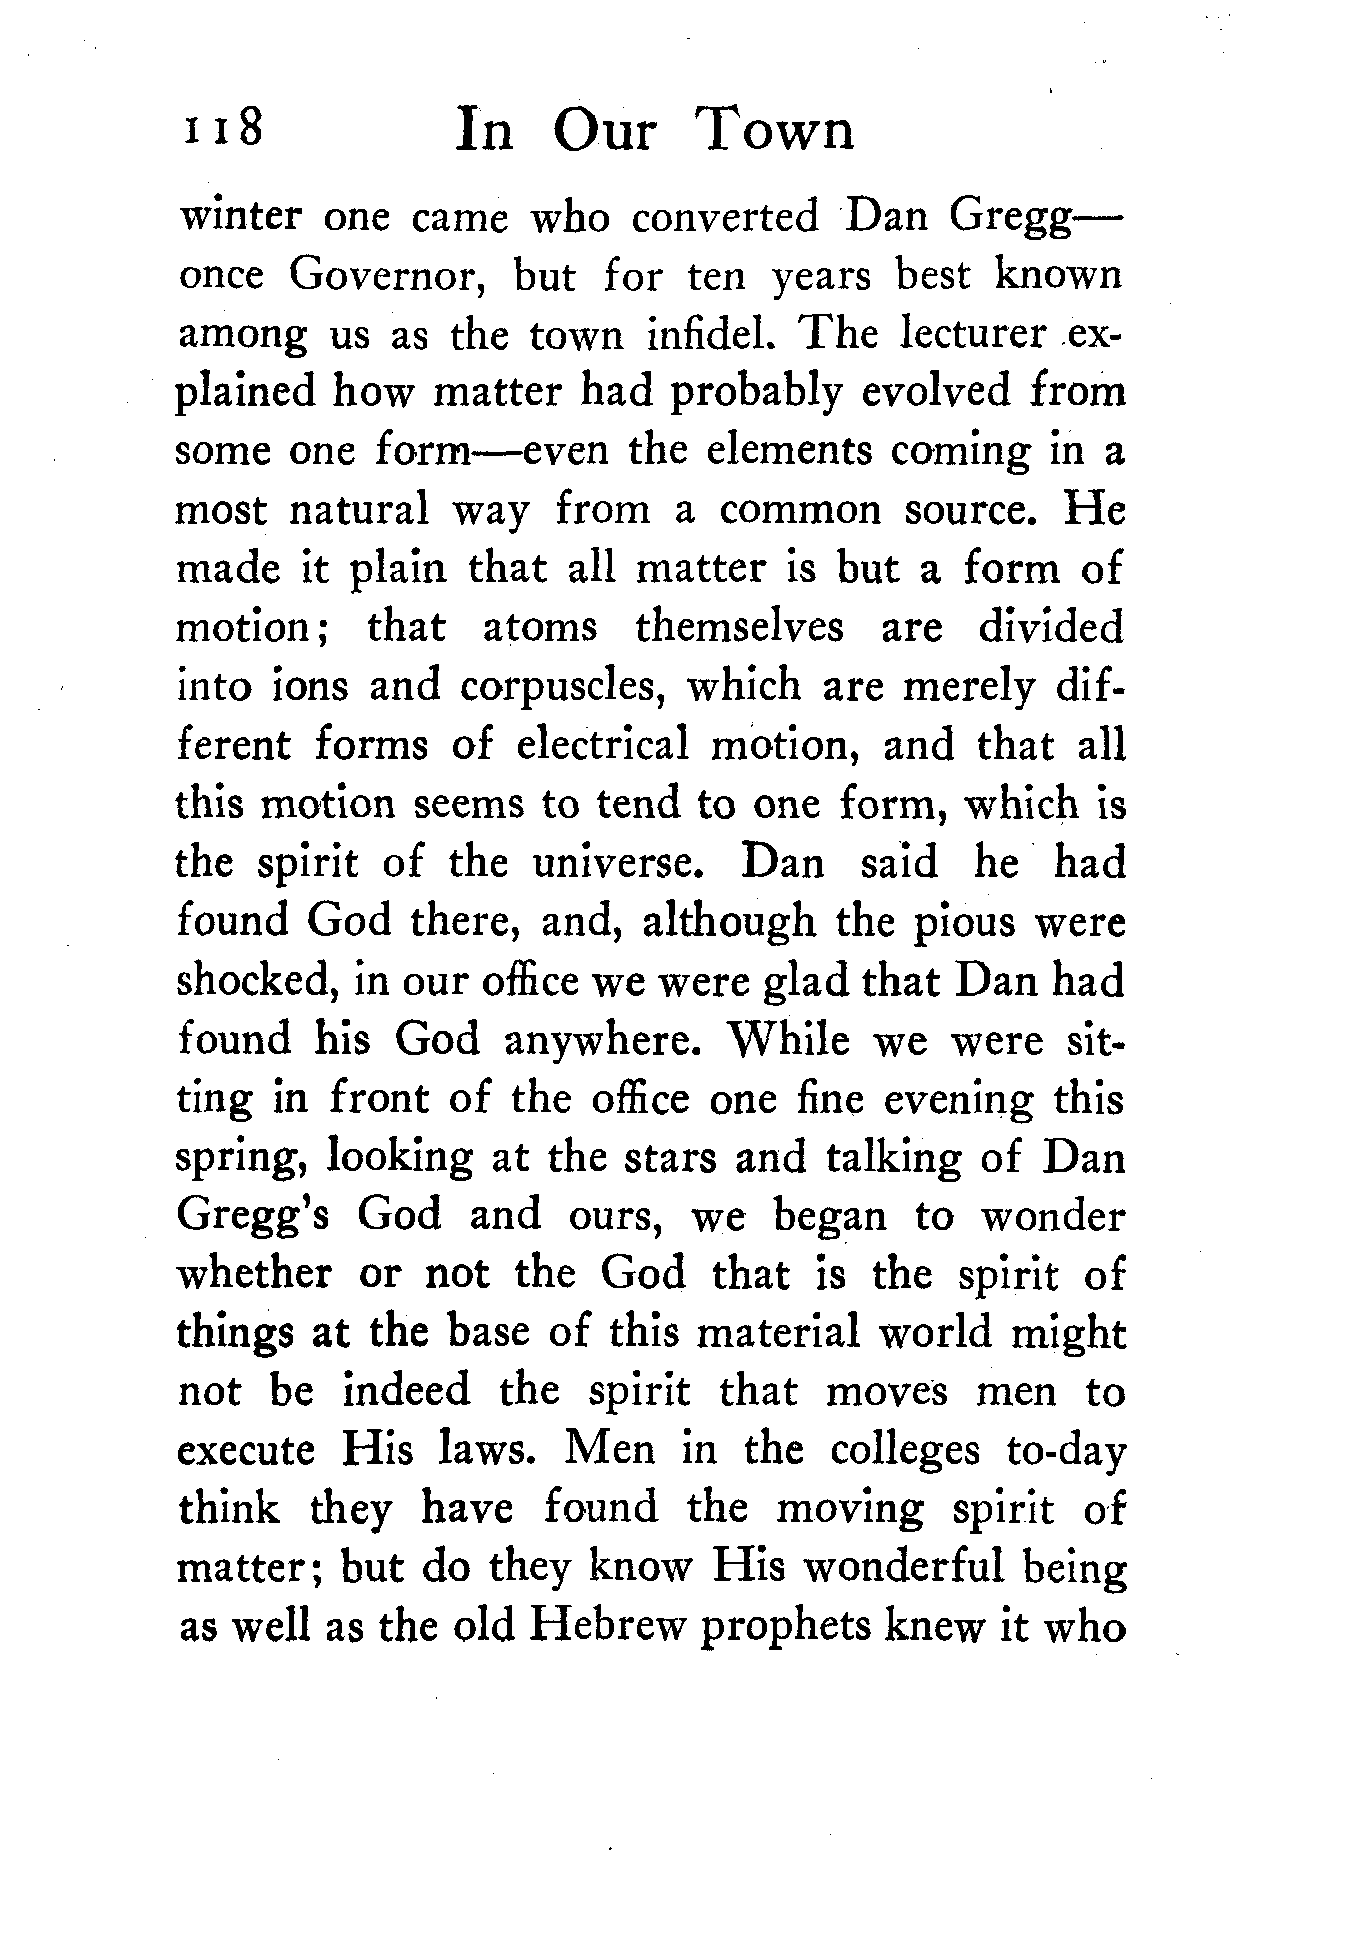 118 In Our Town
winter one came who converted Dan Gregg—
once Governor, but for ten years best known
among us as the town infidel. The lecturer ex-
plained how matter had probably evolved from
some one form—even the elements coming in a
most natural way from a common source. He
made it plain that all matter is but a form of
motion; that atoms themselves are divided
into ions and corpuscles, which are merely dif-
ferent forms of electrical motion, and that all
this motion seems to tend to one form, which is
the spirit of the universe. Dan said he had
found God there, and, although the pious were
shocked, in our office we were glad that Dan had
found his God anywhere. While we were sit-
ting in front of the office one fine evening this
spring, looking at the stars and talking of Dan
Gregg's God and ours, we began to wonder
whether or not the God that is the spirit of
things at the base of this material world might
not be indeed the spirit that moves men to
execute His laws. Men in the colleges to-day
think they have found the moving spirit of
matter; but do they know His wonderful being
as well as the old Hebrew prophets knew it who